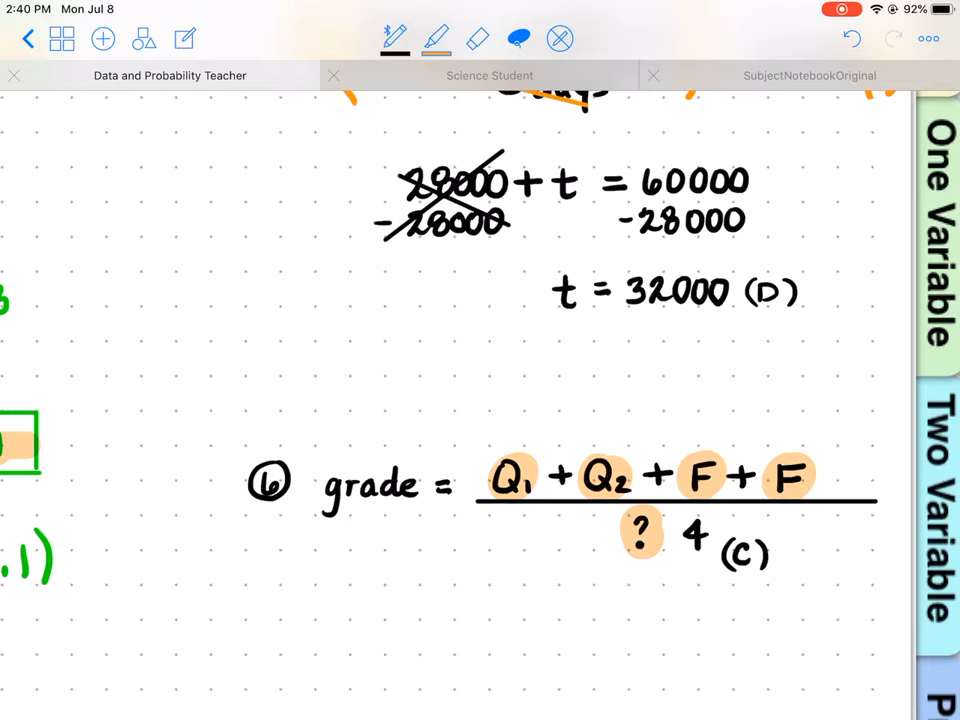 2:40 PM Mon Jul 8
92%
Data and Probability Teacher
Science Student
SubjectNotebookOriginal
28000 + t = 60000
- 28000 -28000
t = 32000 (D)
⑥ grade = Q1 + Q2 + F + F
? 4 (C)
.1)
One Variable
Two Variable